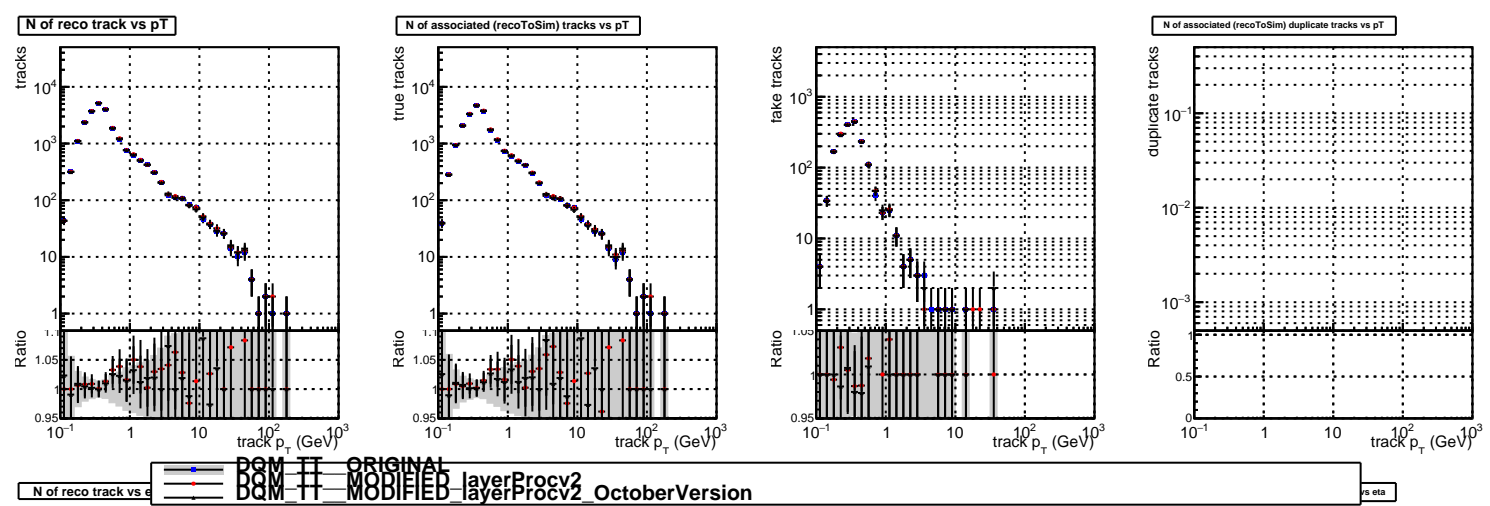 N of reco track vs pT
N of associated (recoToSim) tracks vs pT
N of associated (recoToSim) duplicate tracks vs pT
tracks
10⁴
10³
10²
10
1
Ratio
1.1
1.05
1
0.95
10⁻¹ 1 10 10² 10³
track p_T (GeV)
true tracks
10⁴
10³
10²
10
1
Ratio
1.1
1.05
1
0.95
10⁻¹ 1 10 10² 10³
track p_T (GeV)
fake tracks
10³
10²
10
1
Ratio
1.05
1
0.95
10⁻¹ 1 10 10² 10³
track p_T (GeV)
duplicate tracks
10⁻¹
10⁻²
10⁻³
Ratio
1
0.5
0
10⁻¹ 1 10 10² 10³
track p_T (GeV)
DQM_TT__ORIGINAL
DQM_TT__MODIFIED_layerProcv2
DQM_TT__MODIFIED_layerProcv2_OctoberVersion
N of reco track vs e
vs eta